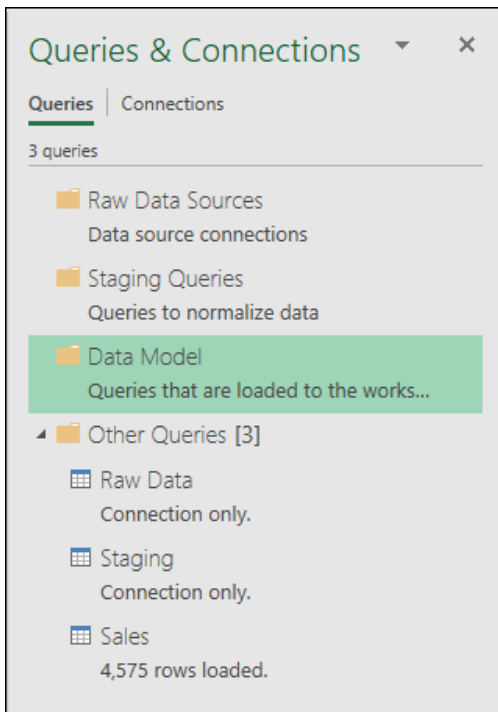 Queries & Connections
Queries Connections
3 queries
Raw Data Sources
Data source connections
Staging Queries
Queries to normalize data
Data Model
Queries that are loaded to the works...
Other Queries [3]
Raw Data
Connection only.
Staging
Connection only.
Sales
4,575 rows loaded.